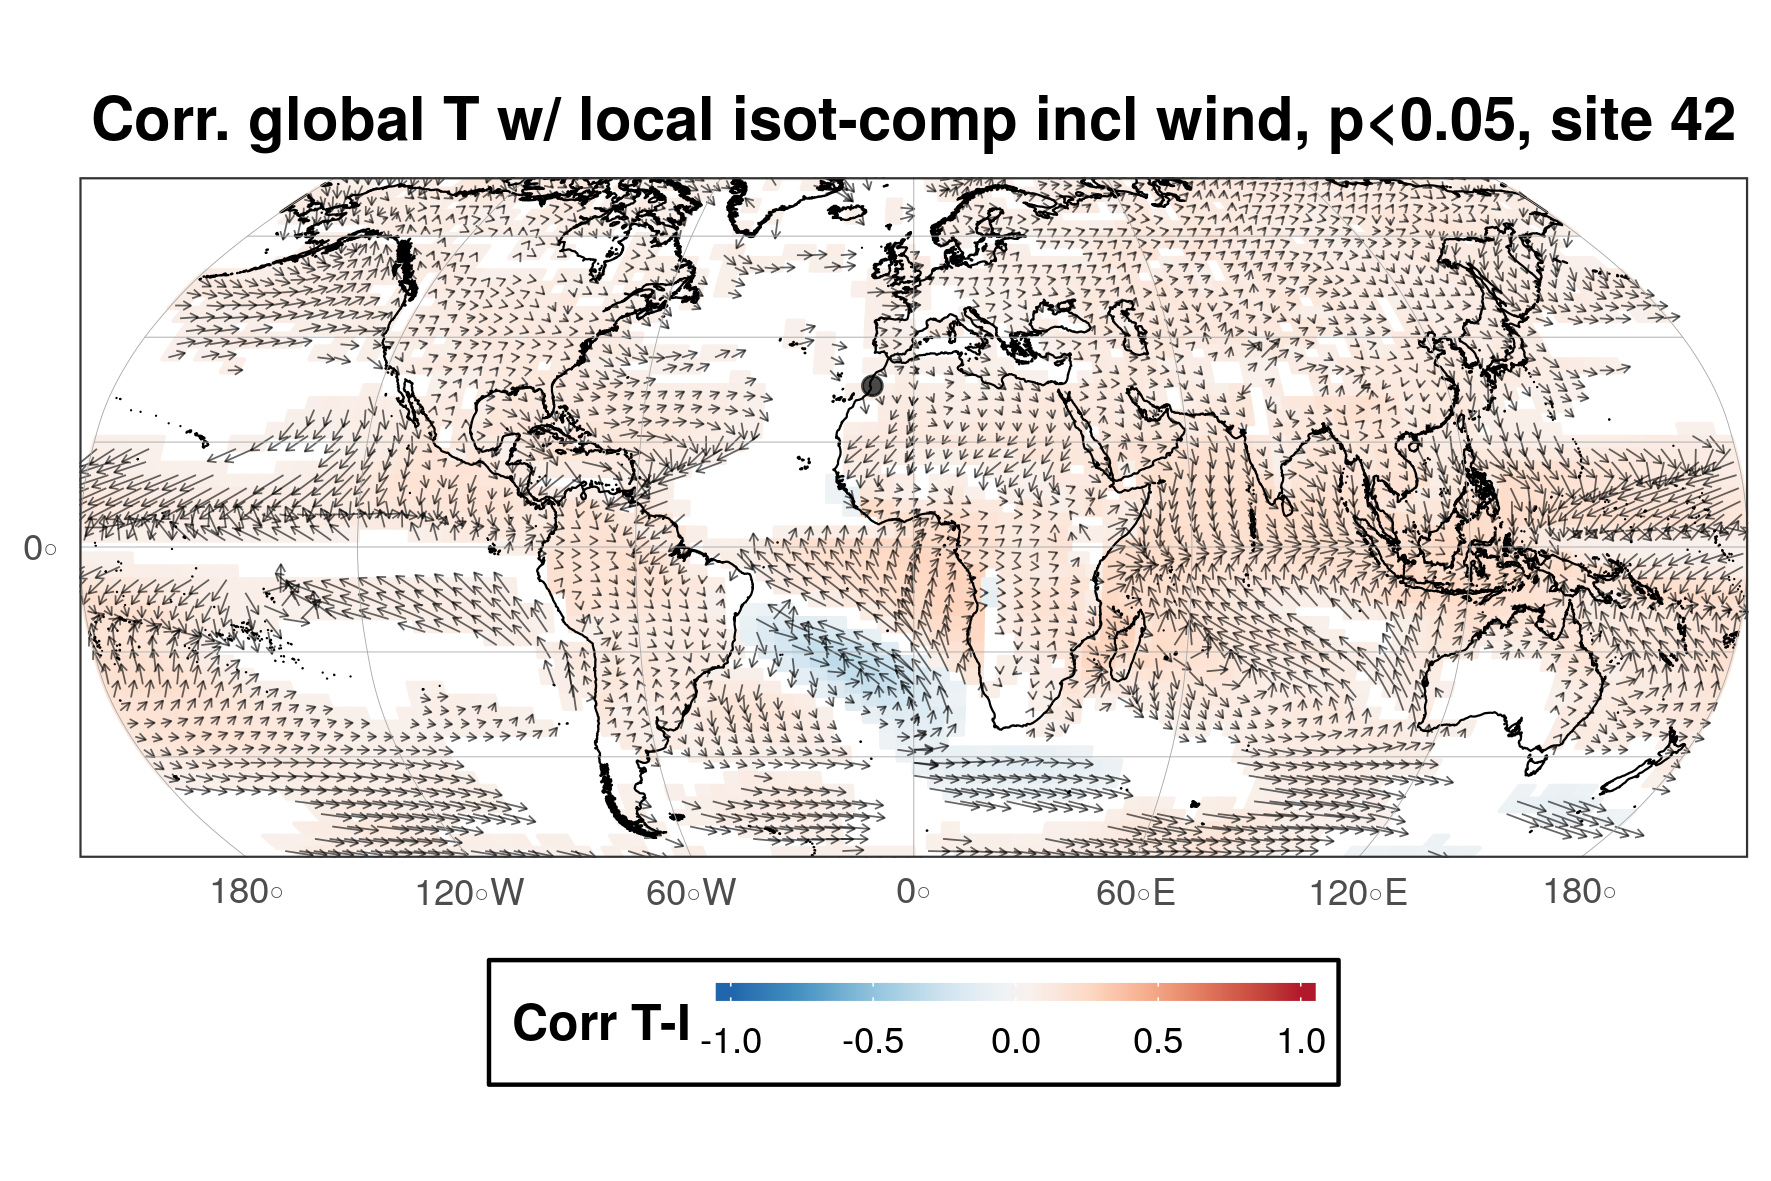 Corr. global T w/ local isot-comp incl wind, p<0.05, site 42
0°
180° 120°W 60°W 0° 60°E 120°E 180°
Corr T-I
-1.0 -0.5 0.0 0.5 1.0